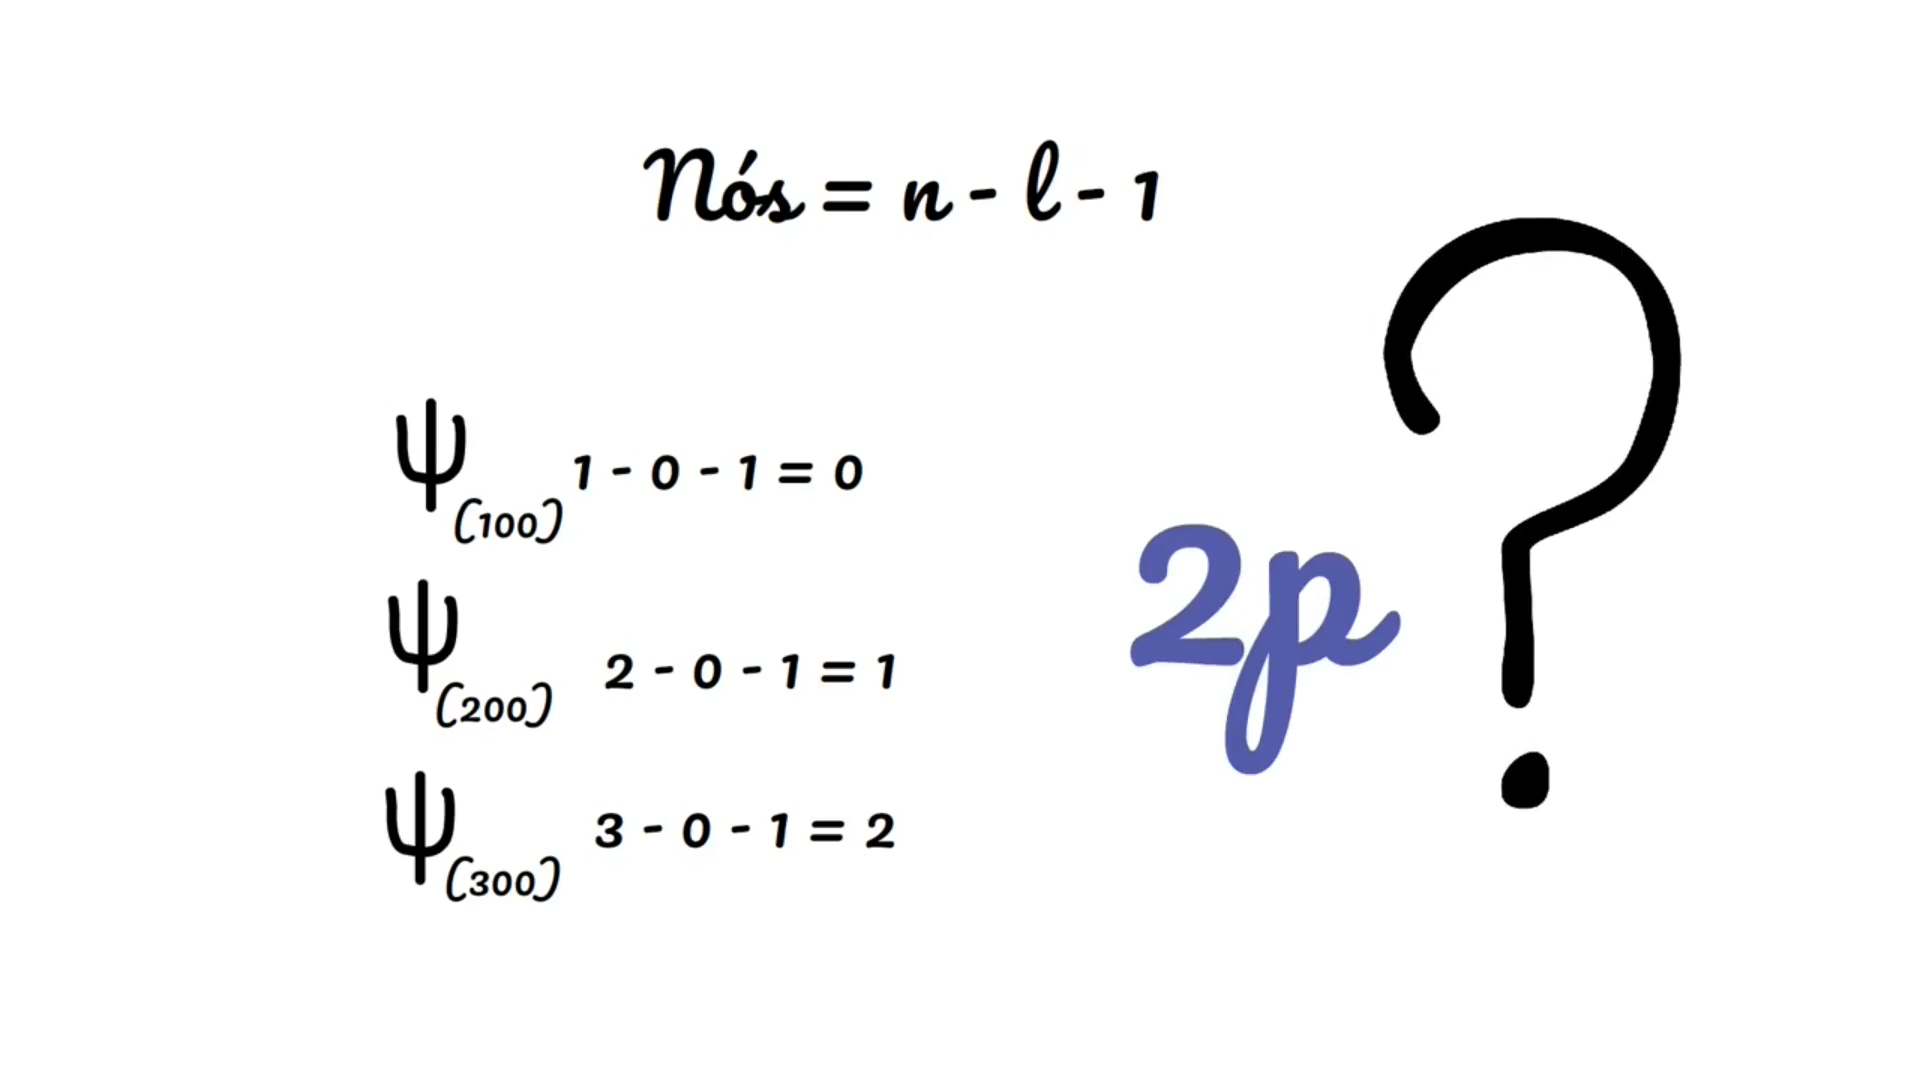 Nós = n - ℓ - 1
ψ(100) 1 - 0 - 1 = 0
ψ(200) 2 - 0 - 1 = 1
ψ(300) 3 - 0 - 1 = 2
2p ?